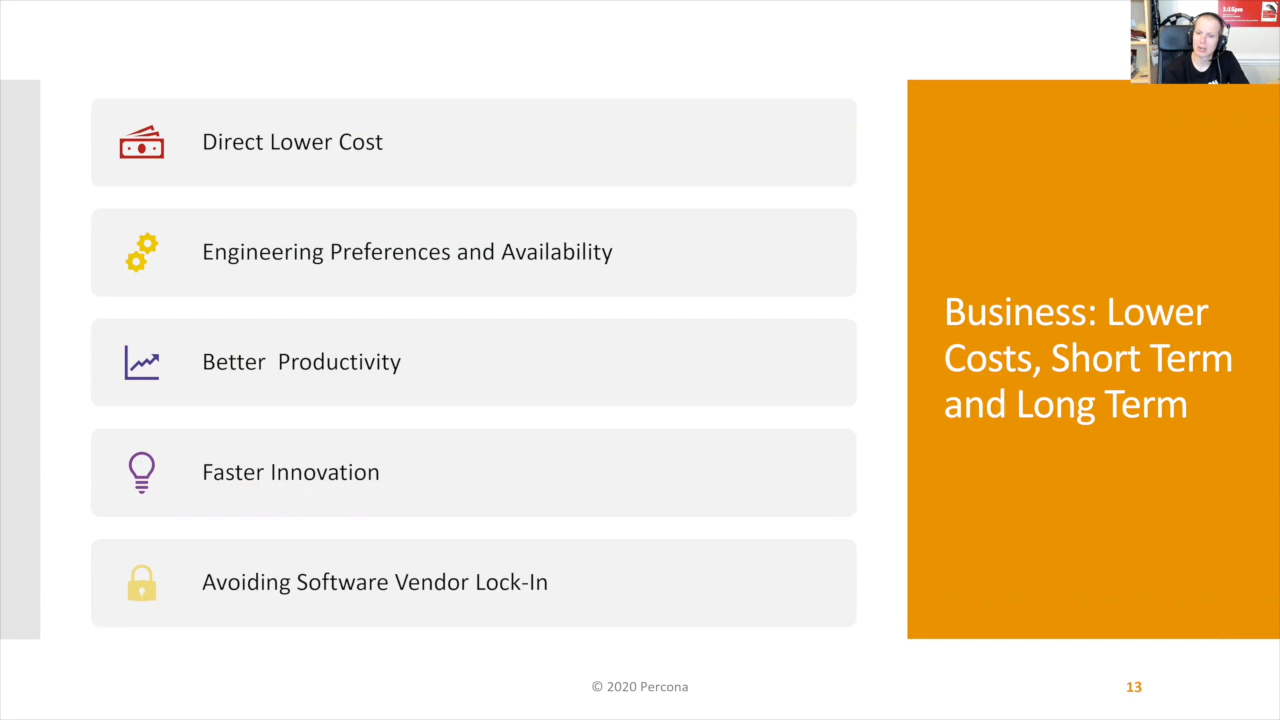 Direct Lower Cost
Engineering Preferences and Availability
Better  Productivity
Faster Innovation
Avoiding Software Vendor Lock-In
Business: Lower
Costs, Short Term
and Long Term
© 2020 Percona
13